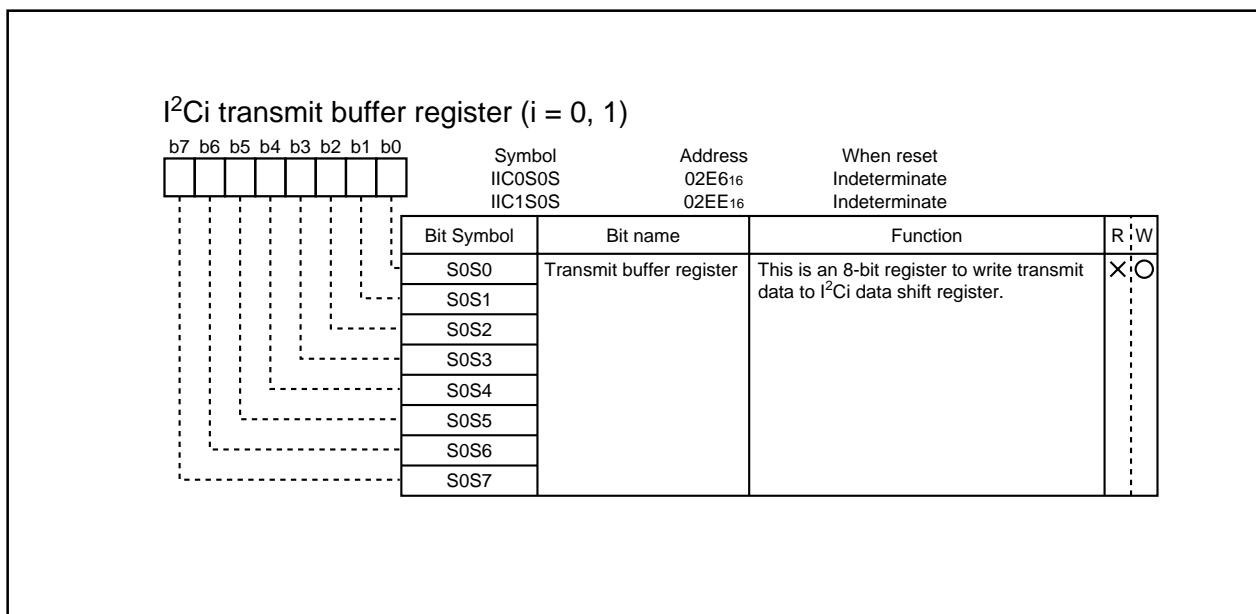 I²Ci transmit buffer register (i = 0, 1)
b7 b6 b5 b4 b3 b2 b1 b0
Symbol Address When reset
IIC0S0S 02E6₁₆ Indeterminate
IIC1S0S 02EE₁₆ Indeterminate
Bit Symbol Bit name Function R W
S0S0 Transmit buffer register This is an 8-bit register to write transmit ✕ ○
data to I²Ci data shift register.
S0S1
S0S2
S0S3
S0S4
S0S5
S0S6
S0S7